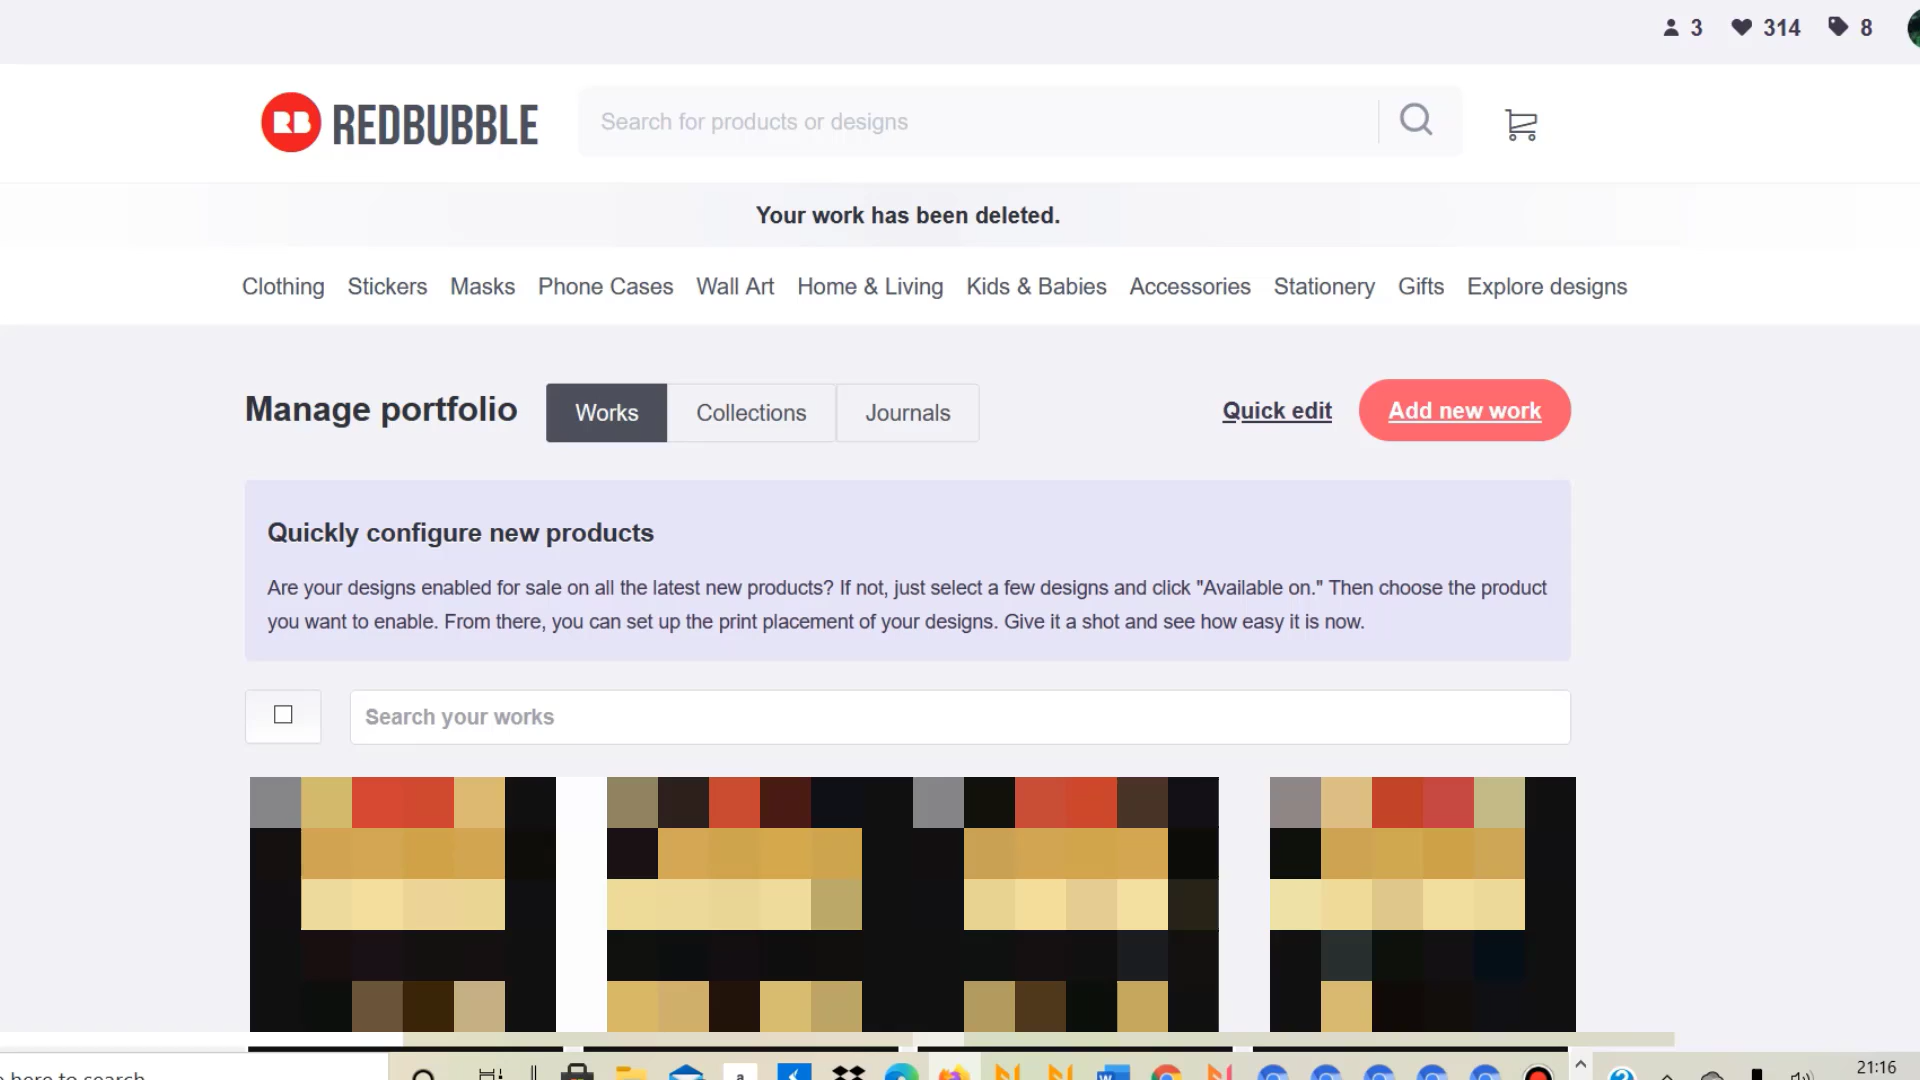 3 314 8
RB REDBUBBLE
Search for products or designs
Your work has been deleted.
Clothing Stickers Masks Phone Cases Wall Art Home & Living Kids & Babies Accessories Stationery Gifts Explore designs
Manage portfolio Works Collections Journals Quick edit Add new work
Quickly configure new products
Are your designs enabled for sale on all the latest new products? If not, just select a few designs and click "Available on." Then choose the product
you want to enable. From there, you can set up the print placement of your designs. Give it a shot and see how easy it is now.
Search your works
here to search
21:16